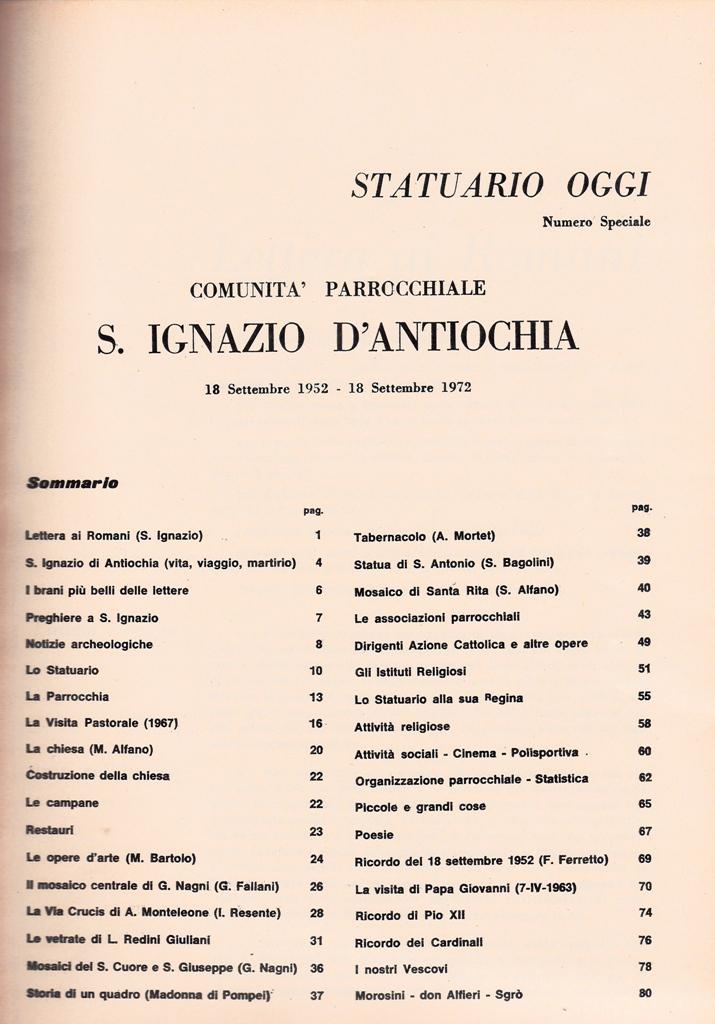 STATUARIO OGGI
Numero Speciale
COMUNITA' PARROCCHIALE
S. IGNAZIO D'ANTIOCHIA
18 Settembre 1952 - 18 Settembre 1972
Sommario
pag.
Lettera ai Romani (S. Ignazio) 1
S. Ignazio di Antiochia (vita, viaggio, martirio) 4
I brani più belli delle lettere 6
Preghiere a S. Ignazio 7
Notizie archeologiche 8
Lo Statuario 10
La Parrocchia 13
La Visita Pastorale (1967) 16
La chiesa (M. Alfano) 20
Costruzione della chiesa 22
Le campane 22
Restauri 23
Le opere d'arte (M. Bartolo) 24
Il mosaico centrale di G. Nagni (G. Fallani) 26
La Via Crucis di A. Monteleone (I. Resente) 28
Le vetrate di L. Redini Giuliani 31
Mosaici del S. Cuore e S. Giuseppe (G. Nagni) 36
Storia di un quadro (Madonna di Pompei) 37
pag.
Tabernacolo (A. Mortet) 38
Statua di S. Antonio (S. Bagolini) 39
Mosaico di Santa Rita (S. Alfano) 40
Le associazioni parrocchiali 43
Dirigenti Azione Cattolica e altre opere 49
Gli Istituti Religiosi 51
Lo Statuario alla sua Regina 55
Attività religiose 58
Attività sociali - Cinema - Polisportiva 60
Organizzazione parrocchiale - Statistica 62
Piccole e grandi cose 65
Poesie 67
Ricordo del 18 settembre 1952 (F. Ferretto) 69
La visita di Papa Giovanni (7-IV-1963) 70
Ricordo di Pio XII 74
Ricordo dei Cardinali 76
I nostri Vescovi 78
Morosini - don Alfieri - Sgrò 80